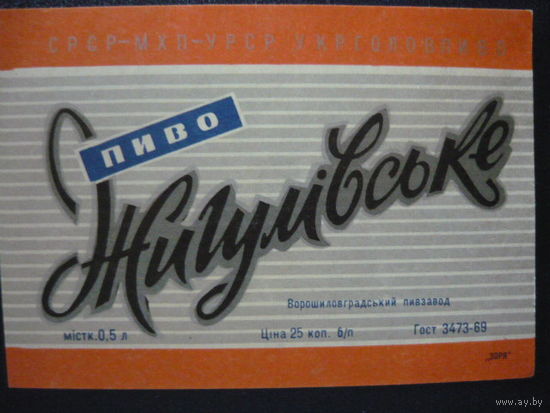 СРСР-МХП-УРСР УКРГОЛОВПИВО
ПИВО
Жигулівське
Ворошиловградський пивзавод
містк.0,5 л Ціна 25 коп. б/п Гост 3473-69
„ЗОРЯ"
www.ay.by